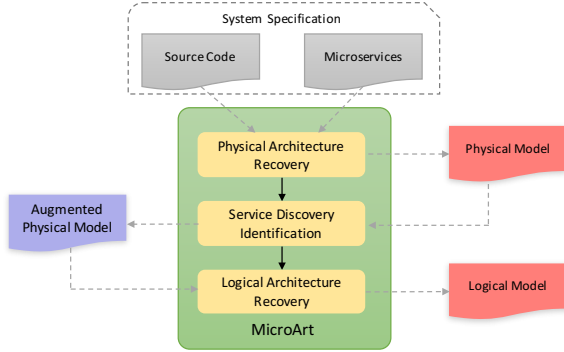 System Specification
Source Code
Microservices
Physical Architecture
Recovery
Physical Model
Augmented
Physical Model
Service Discovery
Identification
Logical Architecture
Recovery
Logical Model
MicroArt